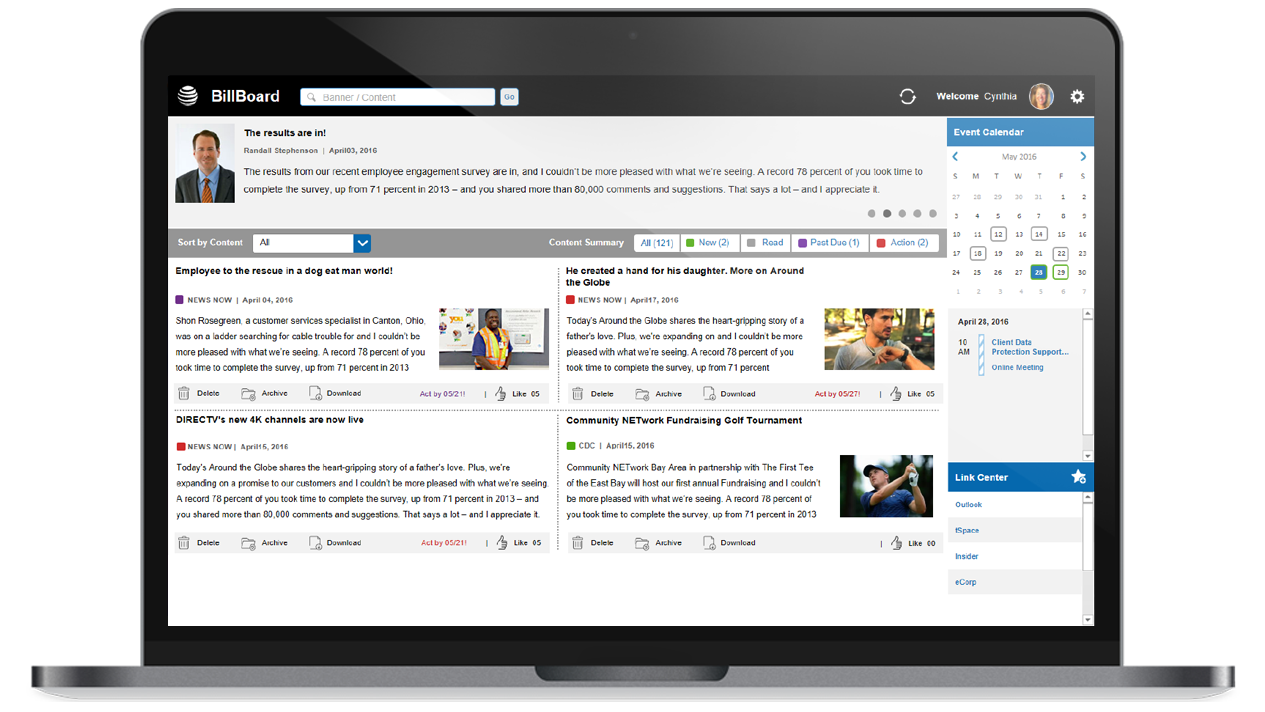 BillBoard
Banner / Content
Go
Welcome Cynthia
The results are in!
Randall Stephenson | April03, 2016
The results from our recent employee engagement survey are in, and I couldn't be more pleased with what we're seeing. A record 78 percent of you took time to
complete the survey, up from 71 percent in 2013 – and you shared more than 80,000 comments and suggestions. That says a lot – and I appreciate it.
Sort by Content
All
Content Summary
All (121)
New (2)
Read
Past Due (1)
Action (2)
Employee to the rescue in a dog eat man world!
NEWS NOW | April 04, 2016
Shon Rosegreen, a customer services specialist in Canton, Ohio,
was on a ladder searching for cable trouble for and I couldn't be
more pleased with what we're seeing. A record 78 percent of you
took time to complete the survey, up from 71 percent in 2013
Delete
Archive
Download
Act by 05/21!
| Like 05
He created a hand for his daughter. More on Around
the Globe
NEWS NOW | April17, 2016
Today's Around the Globe shares the heart-gripping story of a
father's love. Plus, we're expanding on and I couldn't be more
pleased with what we're seeing. A record 78 percent of you
took time to complete the survey, up from 71 percent
Delete
Archive
Download
Act by 05/27!
| Like 05
DIRECTV's new 4K channels are now live
NEWS NOW | April15, 2016
Today's Around the Globe shares the heart-gripping story of a father's love. Plus, we're
expanding on a promise to our customers and I couldn't be more pleased with what we're seeing.
A record 78 percent of you took time to complete the survey, up from 71 percent in 2013 – and
you shared more than 80,000 comments and suggestions. That says a lot – and I appreciate it.
Delete
Archive
Download
Act by 05/21!
| Like 05
Community NETwork Fundraising Golf Tournament
CDC | April15, 2016
Community NETwork Bay Area in partnership with The First Tee
of the East Bay will host our first annual Fundraising and I couldn't
be more pleased with what we're seeing. A record 78 percent of
you took time to complete the survey, up from 71 percent in 2013
Delete
Archive
Download
| Like 00
Event Calendar
May 2016
S M T W T F S
27 28 29 30 31 1 2
3 4 5 6 7 8 9
10 11 12 13 14 15 16
17 18 19 20 21 22 23
24 25 26 27 28 29 30
1 2 3 4 5 6 7
April 28, 2016
10 AM
Client Data
Protection Support...
Online Meeting
Link Center
Outlook
tSpace
Insider
eCorp